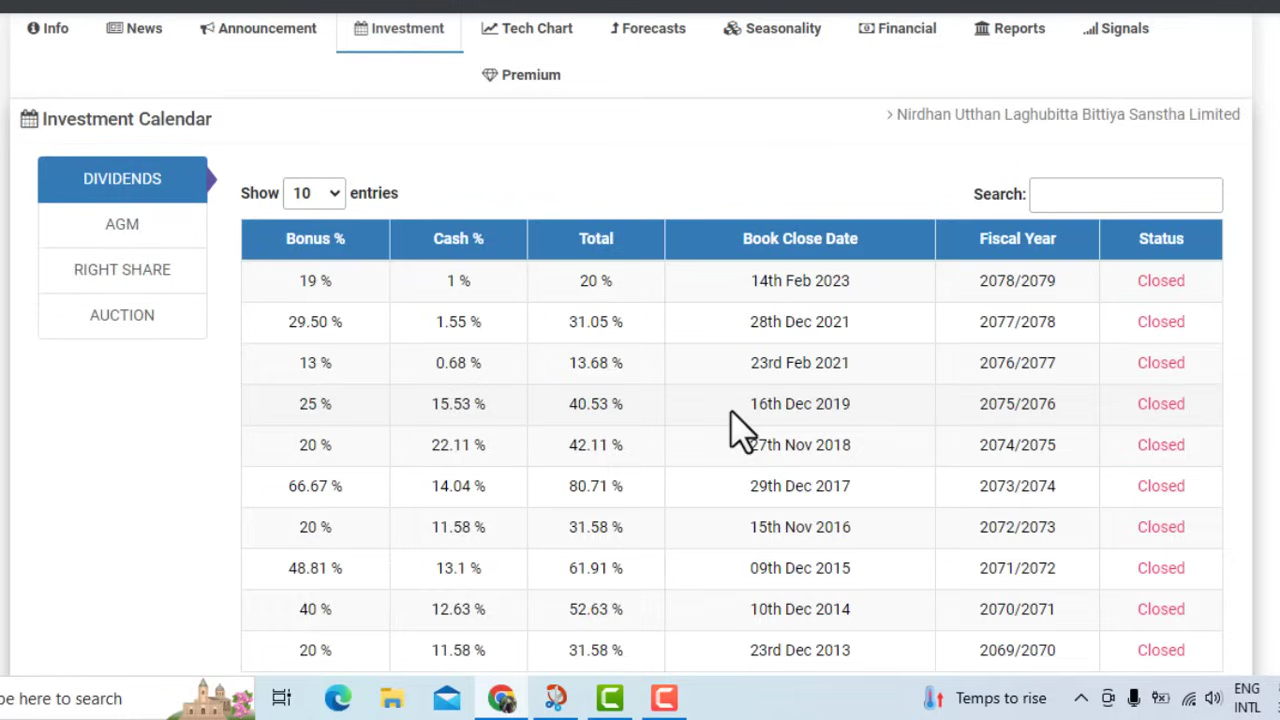 Info News Announcement Investment Tech Chart Forecasts Seasonality Financial Reports Signals
Premium
Investment Calendar
> Nirdhan Utthan Laghubitta Bittiya Sanstha Limited
DIVIDENDS
AGM
RIGHT SHARE
AUCTION
Show 10 entries
Search:
Bonus % Cash % Total Book Close Date Fiscal Year Status
19 % 1 % 20 % 14th Feb 2023 2078/2079 Closed
29.50 % 1.55 % 31.05 % 28th Dec 2021 2077/2078 Closed
13 % 0.68 % 13.68 % 23rd Feb 2021 2076/2077 Closed
25 % 15.53 % 40.53 % 16th Dec 2019 2075/2076 Closed
20 % 22.11 % 42.11 % 27th Nov 2018 2074/2075 Closed
66.67 % 14.04 % 80.71 % 29th Dec 2017 2073/2074 Closed
20 % 11.58 % 31.58 % 15th Nov 2016 2072/2073 Closed
48.81 % 13.1 % 61.91 % 09th Dec 2015 2071/2072 Closed
40 % 12.63 % 52.63 % 10th Dec 2014 2070/2071 Closed
20 % 11.58 % 31.58 % 23rd Dec 2013 2069/2070 Closed
pe here to search
Temps to rise
ENG
INTL